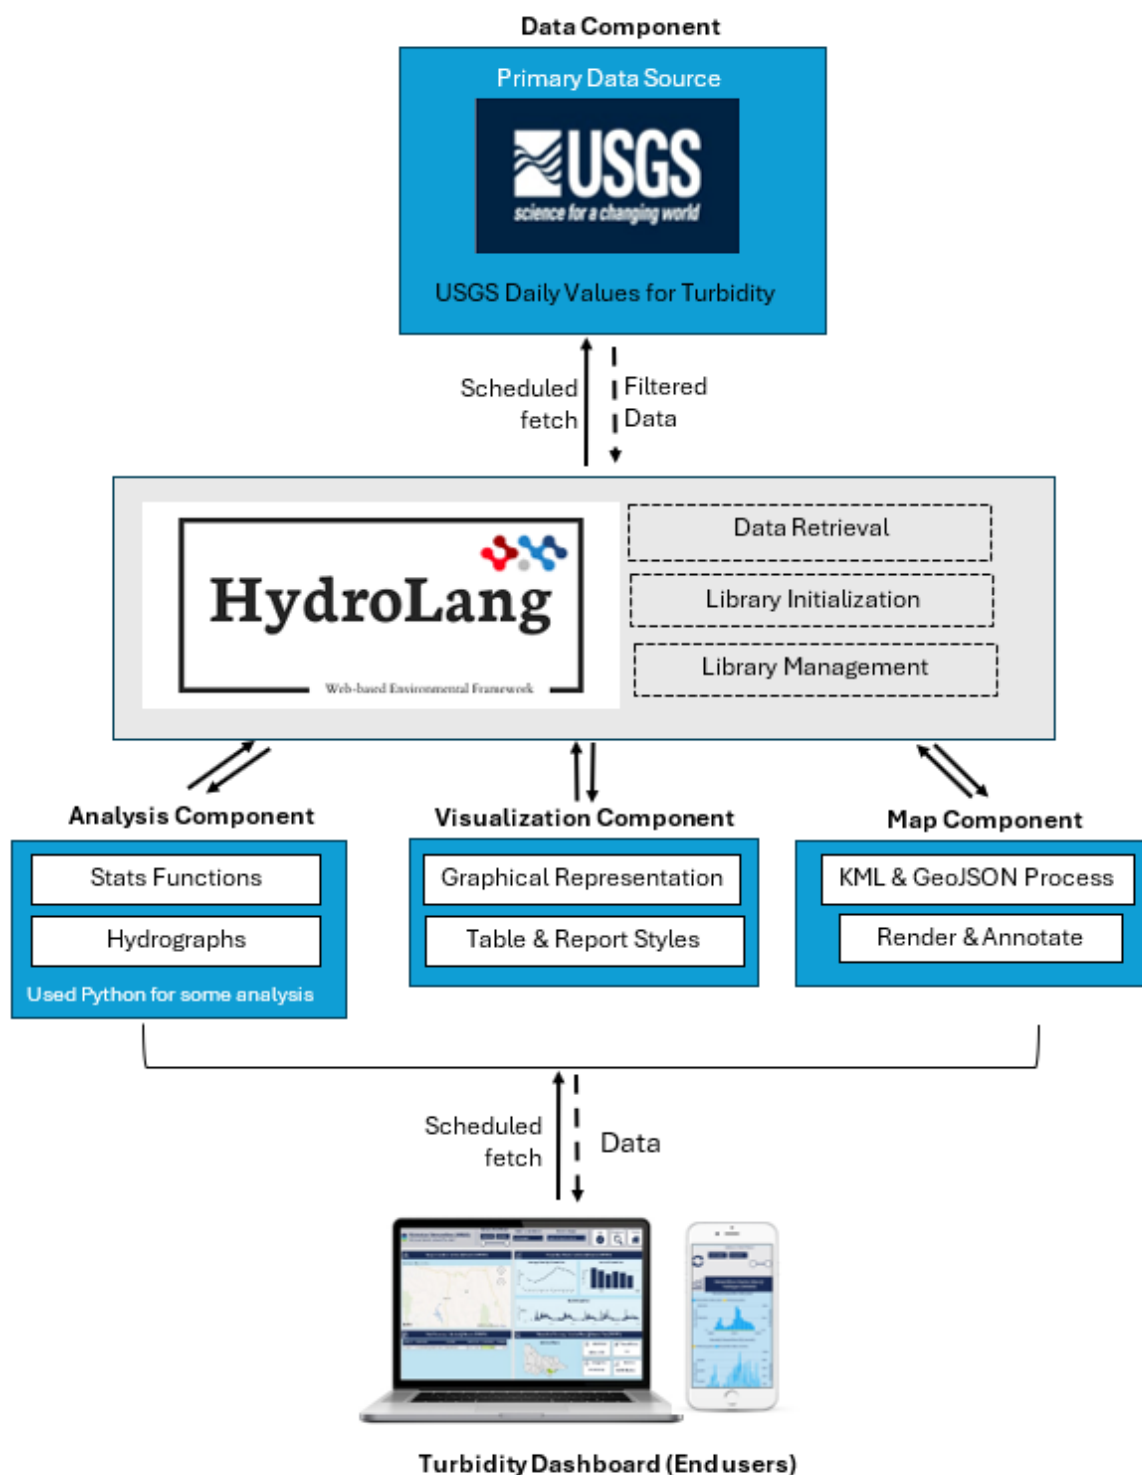 Data Component
Primary Data Source
USGS
science for a changing world
USGS Daily Values for Turbidity
Scheduled
fetch
Filtered
Data
HydroLang
Web-based Environmental Framework
Data Retrieval
Library Initialization
Library Management
Analysis Component
Stats Functions
Hydrographs
Used Python for some analysis
Visualization Component
Graphical Representation
Table & Report Styles
Map Component
KML & GeoJSON Process
Render & Annotate
Scheduled
fetch
Data
Turbidity Dashboard (End users)